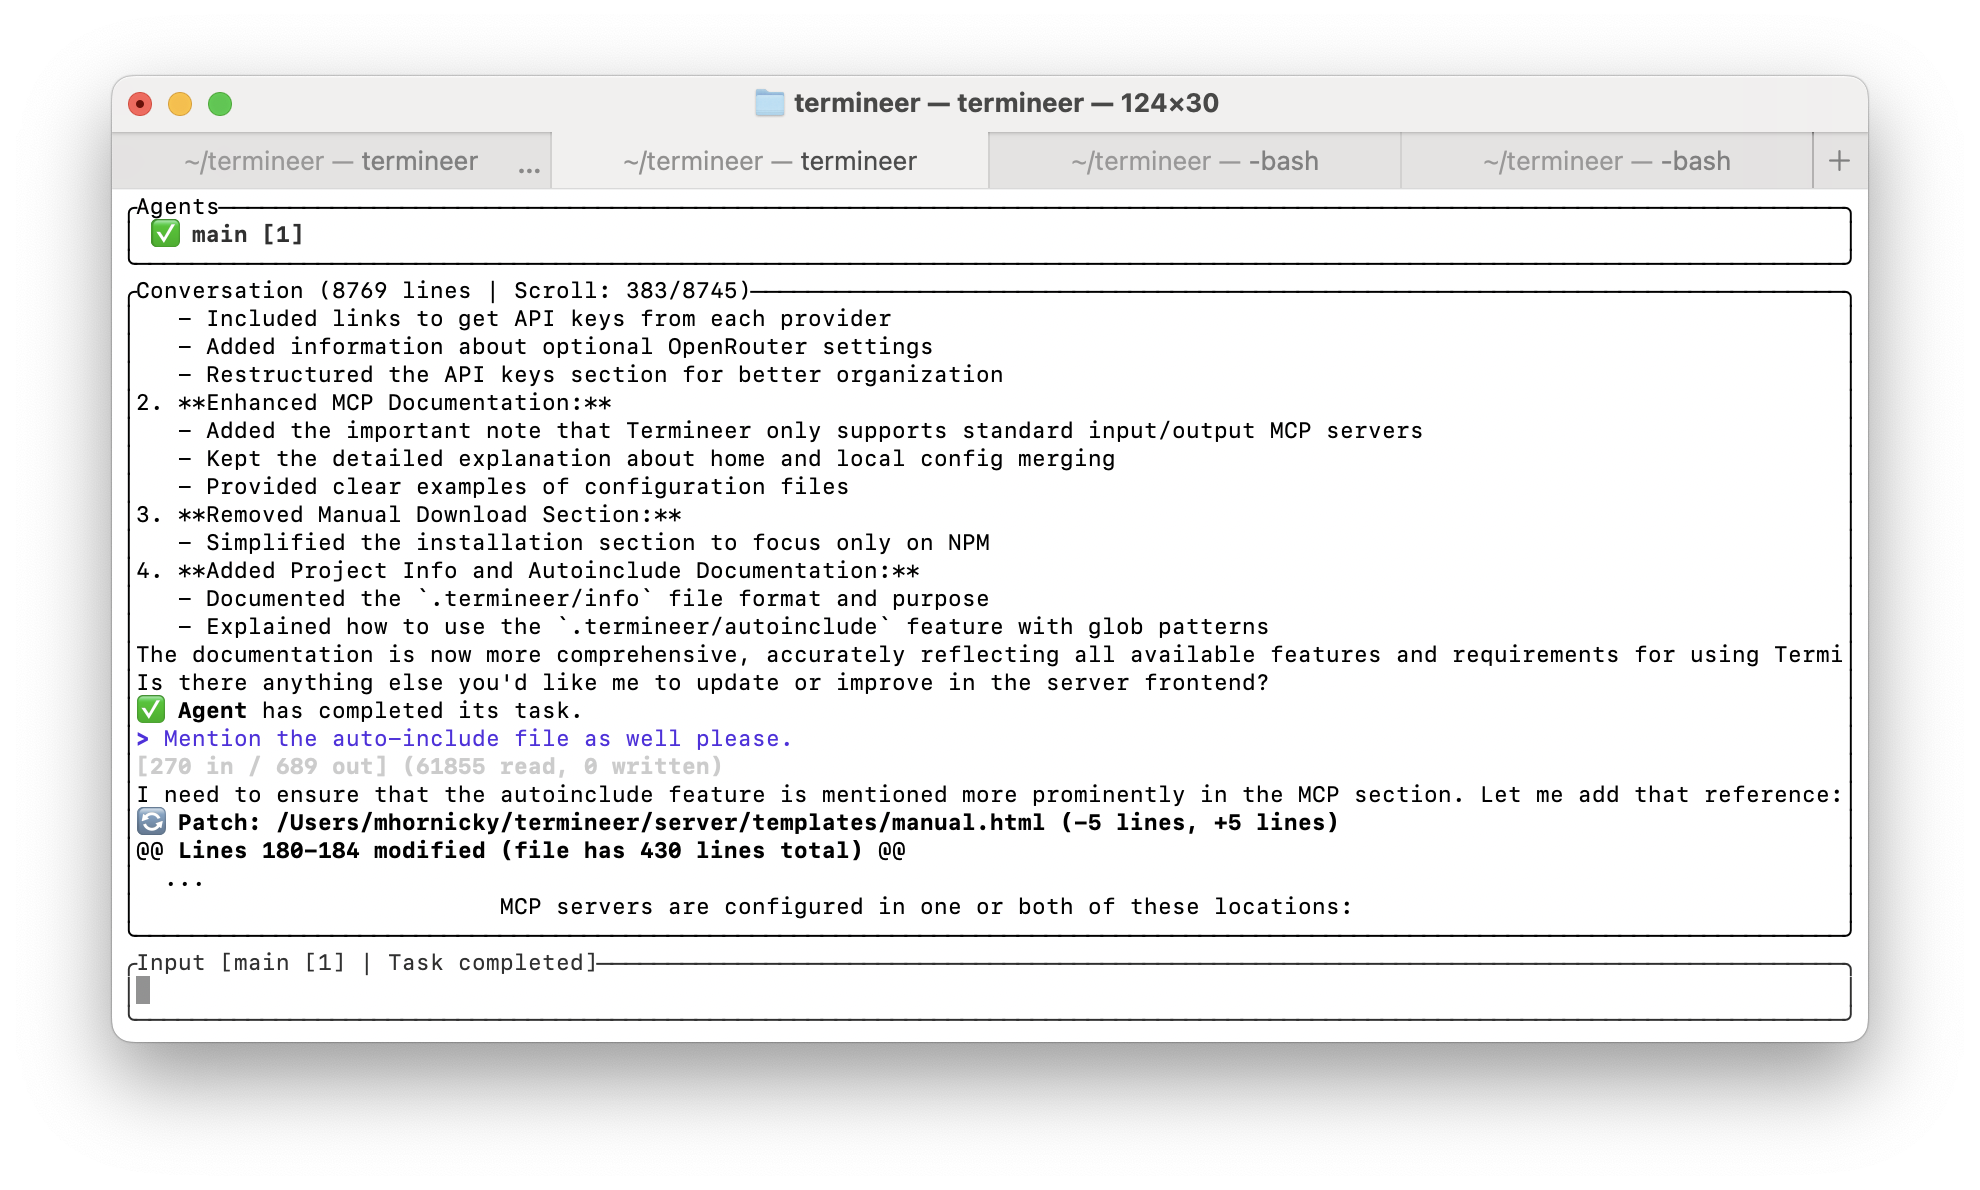 termineer — termineer — 124×30
~/termineer — termineer ...
~/termineer — termineer
~/termineer — -bash
~/termineer — -bash
+
Agents
✅ main [1]
Conversation (8769 lines | Scroll: 383/8745)
   – Included links to get API keys from each provider
   – Added information about optional OpenRouter settings
   – Restructured the API keys section for better organization
2. **Enhanced MCP Documentation:**
   – Added the important note that Termineer only supports standard input/output MCP servers
   – Kept the detailed explanation about home and local config merging
   – Provided clear examples of configuration files
3. **Removed Manual Download Section:**
   – Simplified the installation section to focus only on NPM
4. **Added Project Info and Autoinclude Documentation:**
   – Documented the `.termineer/info` file format and purpose
   – Explained how to use the `.termineer/autoinclude` feature with glob patterns
The documentation is now more comprehensive, accurately reflecting all available features and requirements for using Termi
Is there anything else you'd like me to update or improve in the server frontend?
✅ Agent has completed its task.
> Mention the auto-include file as well please.
[270 in / 689 out] (61855 read, 0 written)
I need to ensure that the autoinclude feature is mentioned more prominently in the MCP section. Let me add that reference:
🔄 Patch: /Users/mhornicky/termineer/server/templates/manual.html (-5 lines, +5 lines)
@@ Lines 180-184 modified (file has 430 lines total) @@
  ...
                          MCP servers are configured in one or both of these locations:
Input [main [1] | Task completed]